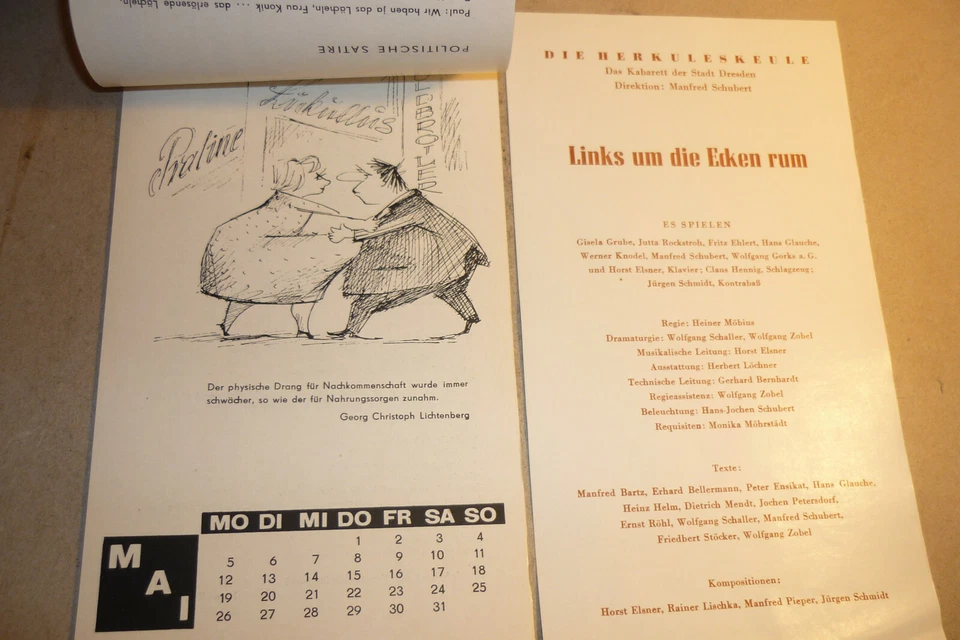 Paul: Wir haben ja das Lächeln, Frau Konik ... das erlösende Lächeln.
POLITISCHE SATIRE
Praline
Lukullus
LEBROTLEB
Der physische Drang für Nachkommenschaft wurde immer
schwächer, so wie der für Nahrungssorgen zunahm.
Georg Christoph Lichtenberg
MAI
MO DI MI DO FR SA SO
1 2 3 4
5 6 7 8 9 10 11
12 13 14 15 16 17 18
19 20 21 22 23 24 25
26 27 28 29 30 31
DIE HERKULESKEULE
Das Kabarett der Stadt Dresden
Direktion: Manfred Schubert
Links um die Ecken rum
ES SPIELEN
Gisela Grube, Jutta Rockstroh, Fritz Ehlert, Hans Glauche,
Werner Knodel, Manfred Schubert, Wolfgang Gorks a. G.
und Horst Elsner, Klavier; Claus Hennig, Schlagzeug;
Jürgen Schmidt, Kontrabaß
Regie: Heiner Möbius
Dramaturgie: Wolfgang Schaller, Wolfgang Zobel
Musikalische Leitung: Horst Elsner
Ausstattung: Herbert Löchner
Technische Leitung: Gerhard Bernhardt
Regieassistenz: Wolfgang Zobel
Beleuchtung: Hans-Jochen Schubert
Requisiten: Monika Möhrstädt
Texte:
Manfred Bartz, Erhard Bellermann, Peter Ensikat, Hans Glauche,
Heinz Helm, Dietrich Mendt, Jochen Petersdorf,
Ernst Röhl, Wolfgang Schaller, Manfred Schubert,
Friedbert Stöcker, Wolfgang Zobel
Kompositionen:
Horst Elsner, Rainer Lischka, Manfred Pieper, Jürgen Schmidt